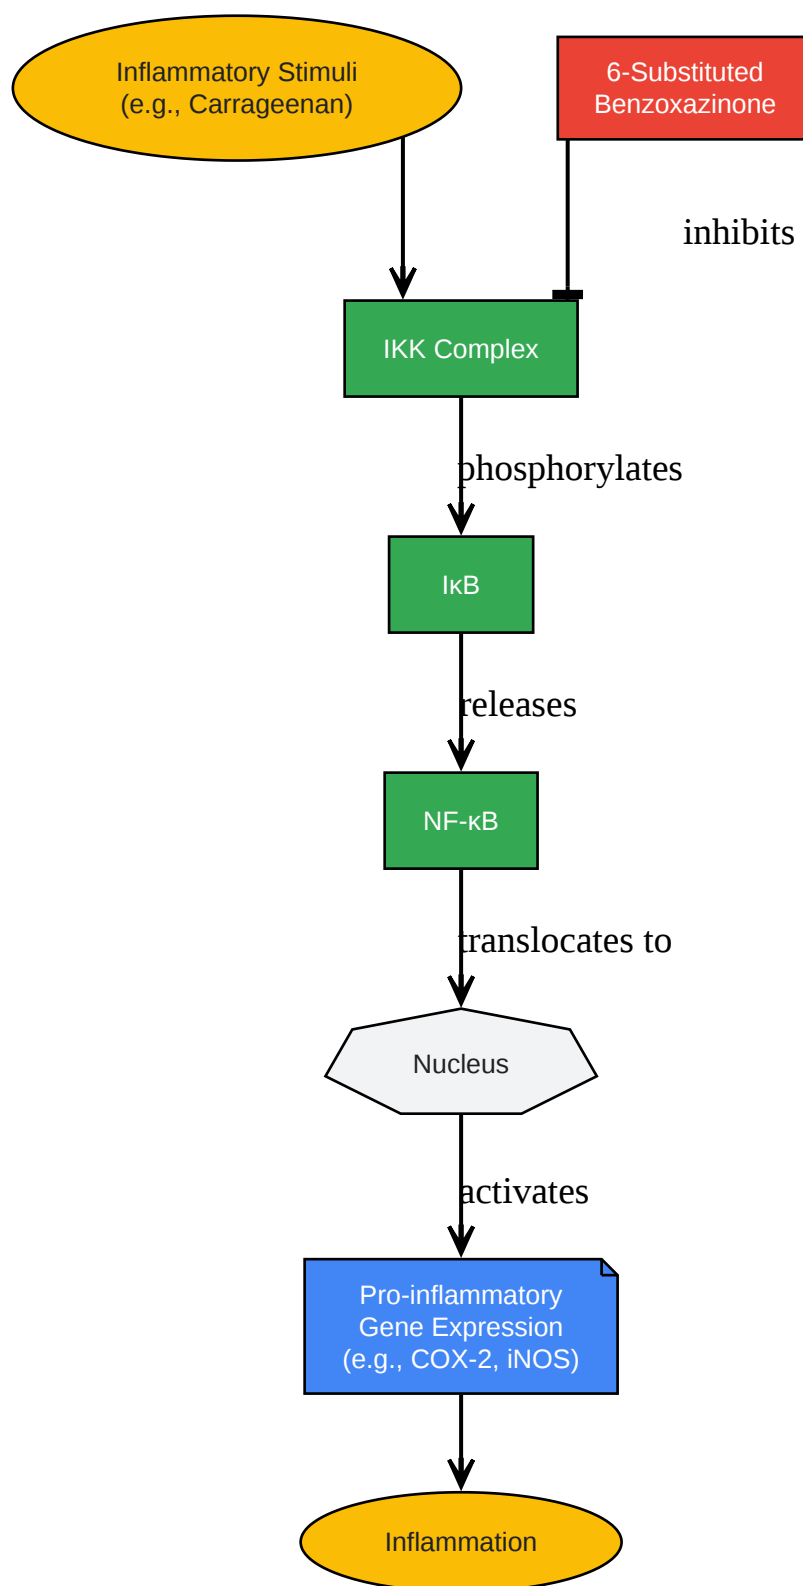 Inflammatory Stimuli
(e.g., Carrageenan)
6-Substituted
Benzoxazinone
inhibits
IKK Complex
phosphorylates
IκB
releases
NF-κB
translocates to
Nucleus
activates
Pro-inflammatory
Gene Expression
(e.g., COX-2, iNOS)
Inflammation